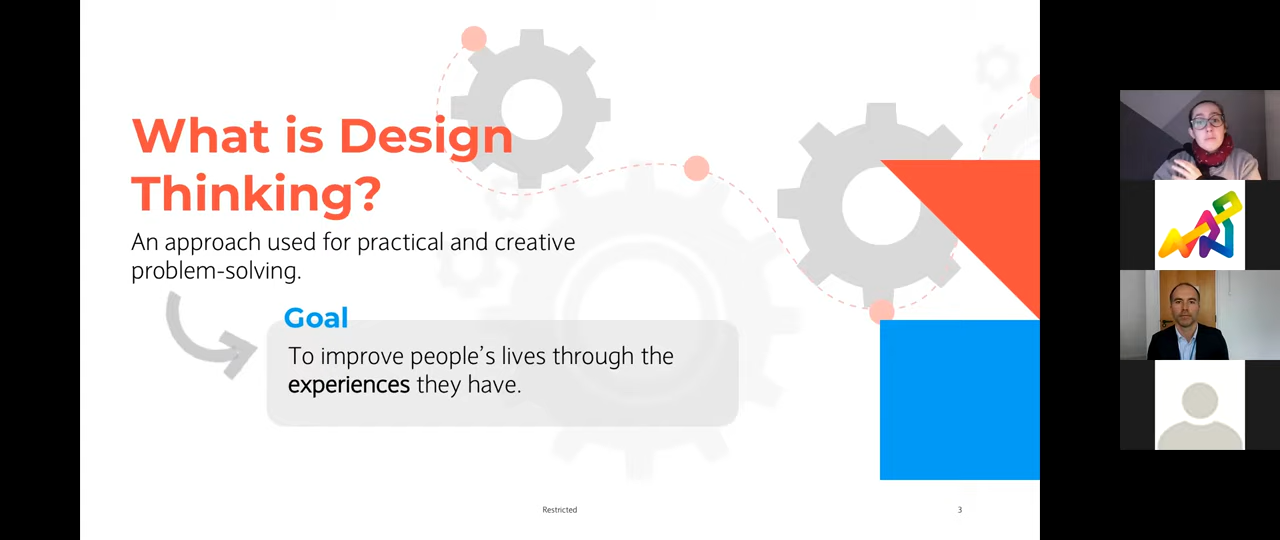 What is Design
Thinking?
An approach used for practical and creative
problem-solving.
Goal
To improve people’s lives through the
experiences they have.
Restricted
3